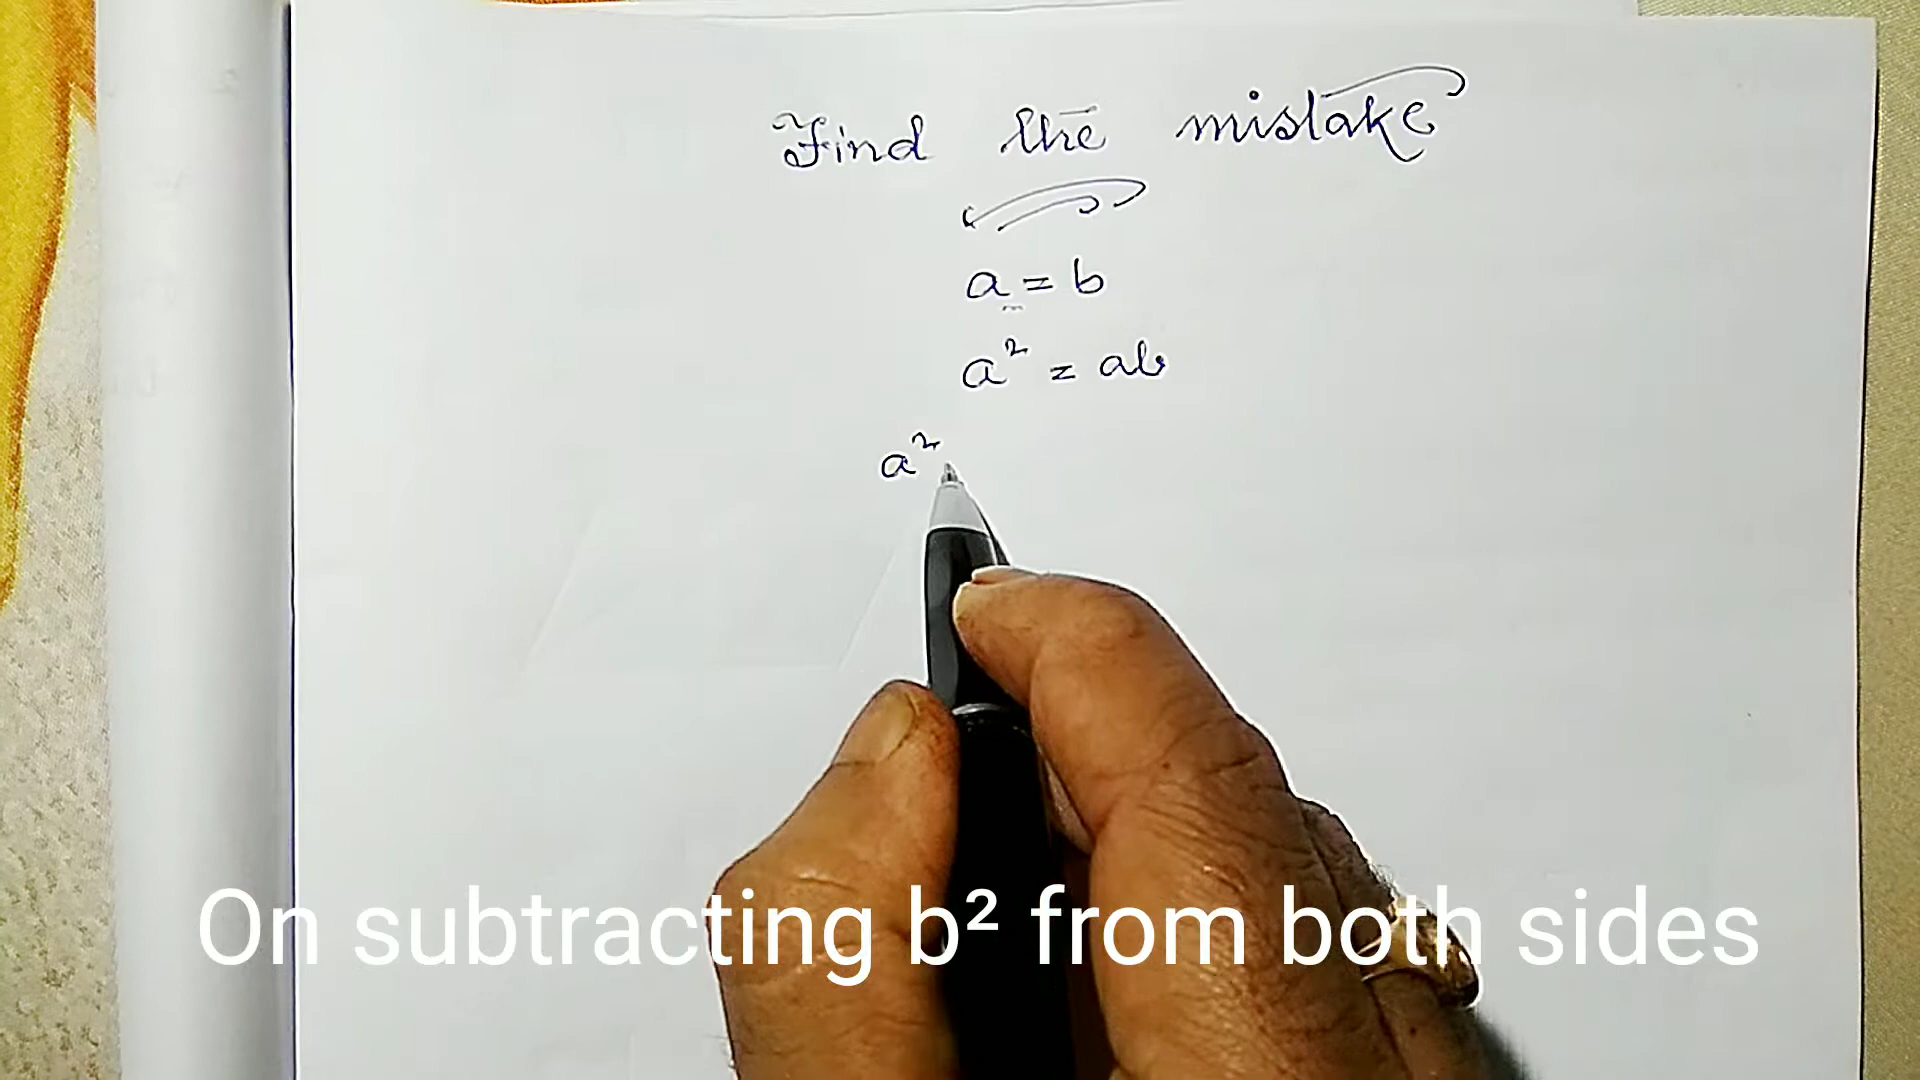 Find the mistake
a = b
a² = ab
a²
On subtracting b² from both sides